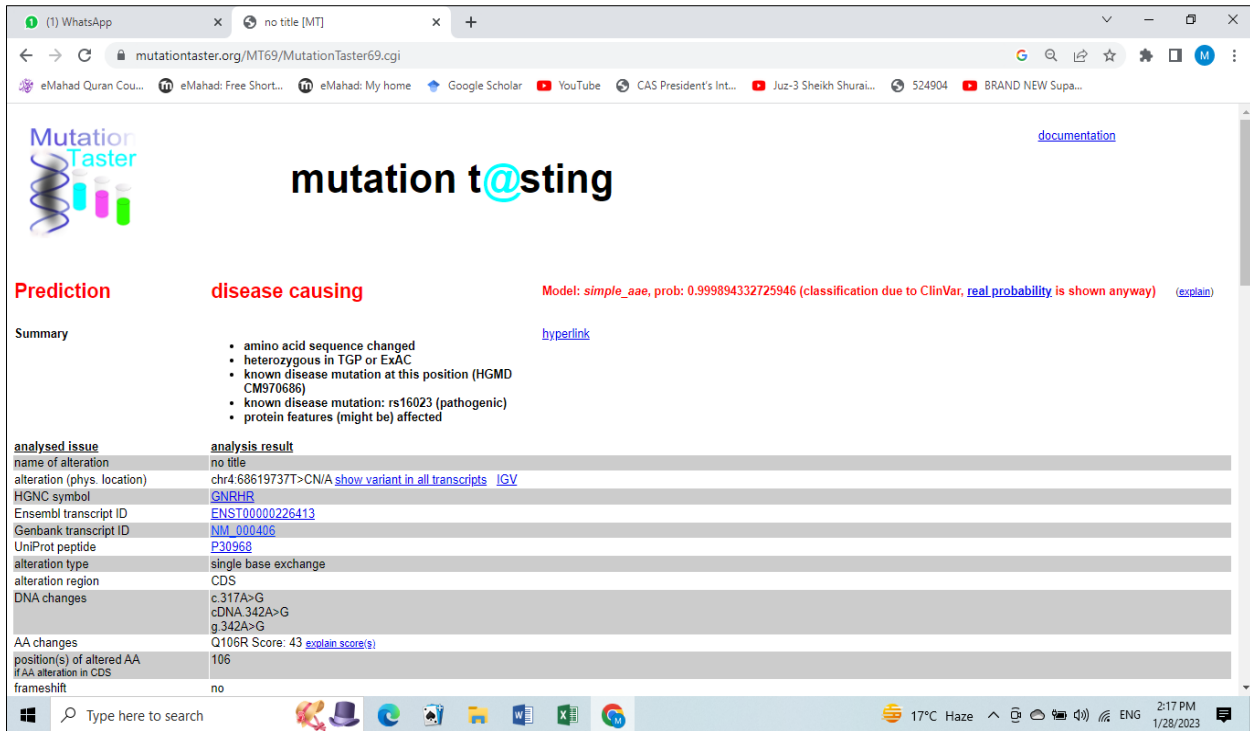 (1) WhatsApp
no title [MT]
mutationtaster.org/MT69/MutationTaster69.cgi
eMahad Quran Cou...
eMahad: Free Short...
eMahad: My home
Google Scholar
YouTube
CAS President's Int...
Juz-3 Sheikh Shurai...
524904
BRAND NEW Supa...
Mutation
Taster
mutation t@sting
documentation
Prediction
disease causing
Model: simple_aae, prob: 0.999894332725946 (classification due to ClinVar, real probability is shown anyway)
(explain)
Summary
• amino acid sequence changed
• heterozygous in TGP or ExAC
• known disease mutation at this position (HGMD
CM970686)
• known disease mutation: rs16023 (pathogenic)
• protein features (might be) affected
hyperlink
analysed issue analysis result
name of alteration no title
alteration (phys. location) chr4:68619737T>CN/A show variant in all transcripts IGV
HGNC symbol GNRHR
Ensembl transcript ID ENST00000226413
Genbank transcript ID NM_000406
UniProt peptide P30968
alteration type single base exchange
alteration region CDS
DNA changes c.317A>G
cDNA.342A>G
g.342A>G
AA changes Q106R Score: 43 explain score(s)
position(s) of altered AA 106
if AA alteration in CDS
frameshift no
Type here to search
17°C Haze
ENG
2:17 PM
1/28/2023